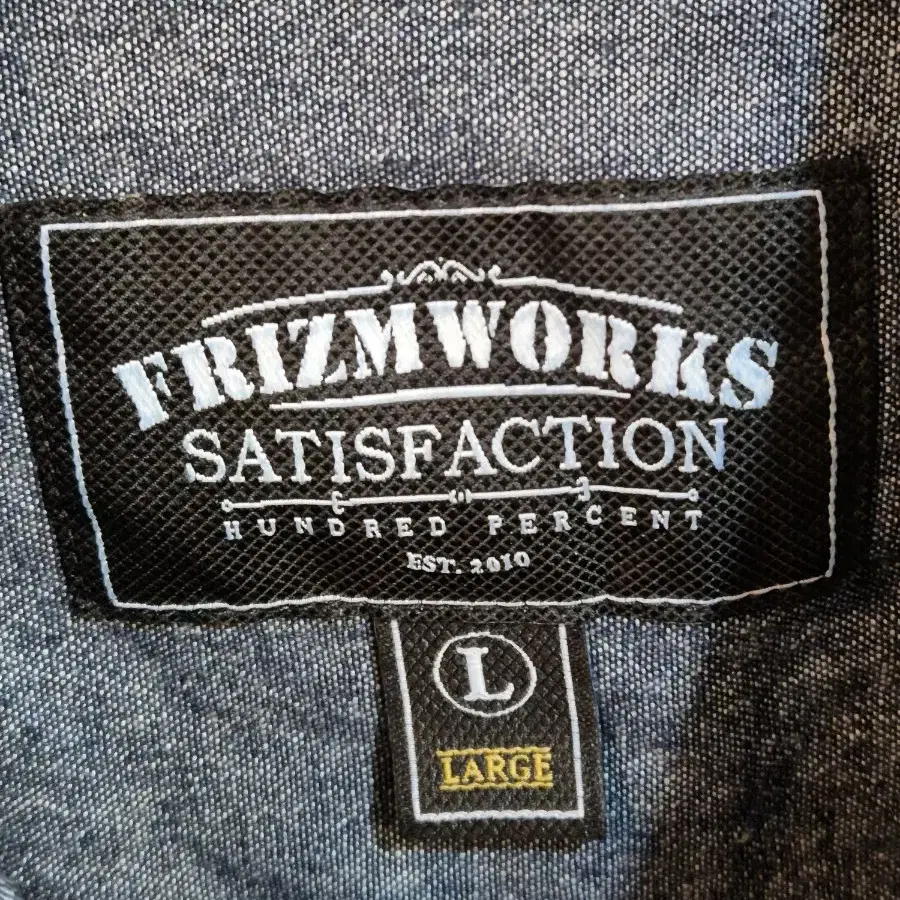 FRIZMWORKS
SATISFACTION
HUNDRED PERCENT
EST. 2010
L
LARGE